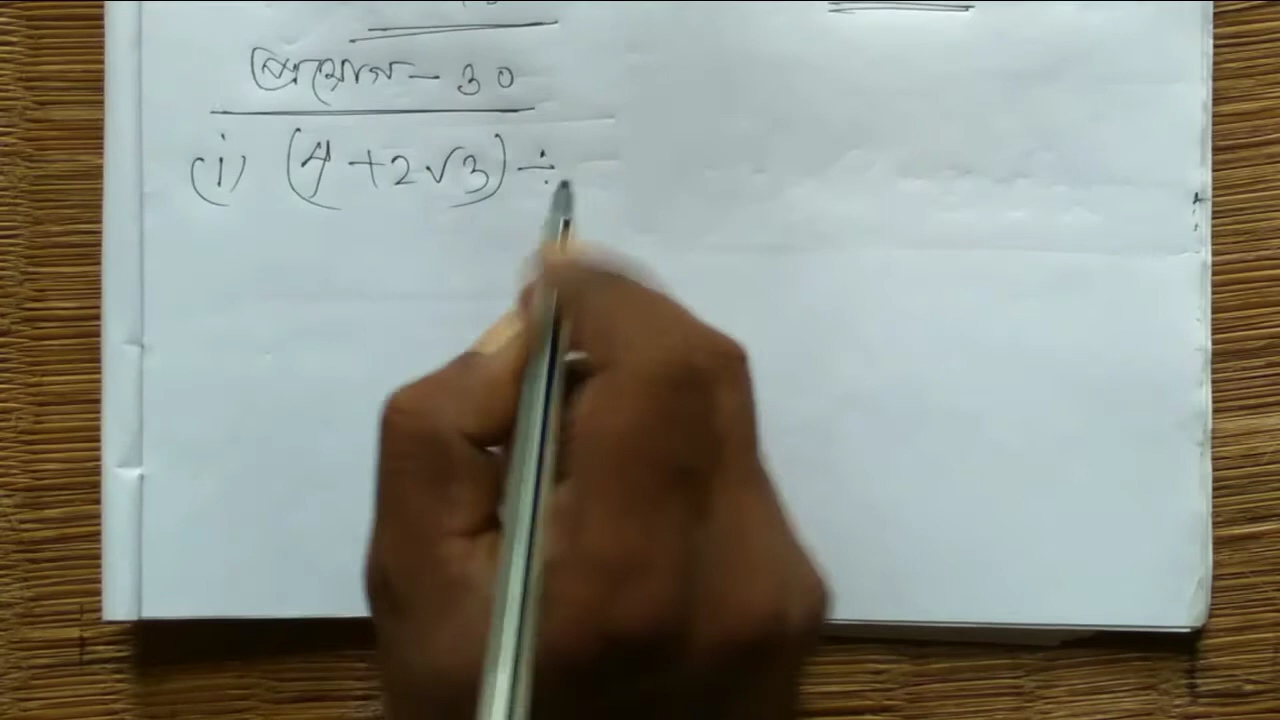 প্রয়োগ - 30
(i) (4 + 2√3) ÷